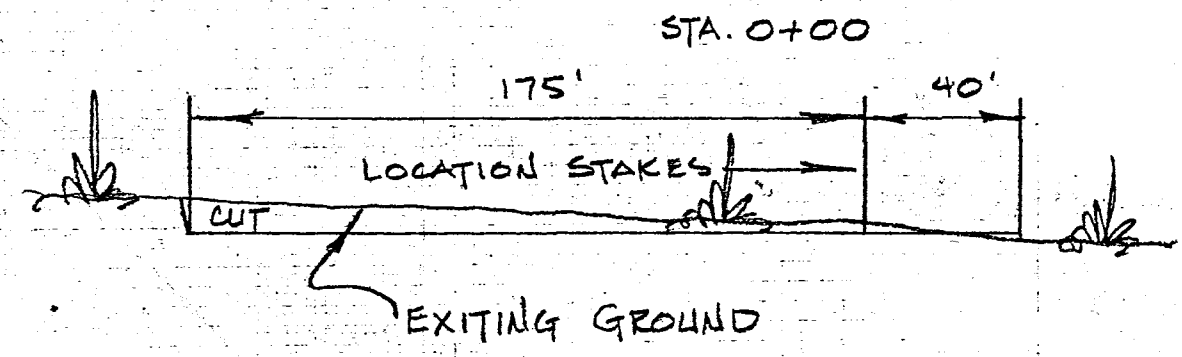 STA. 0+00
175'
40'
LOCATION STAKES
CUT
EXITING GROUND